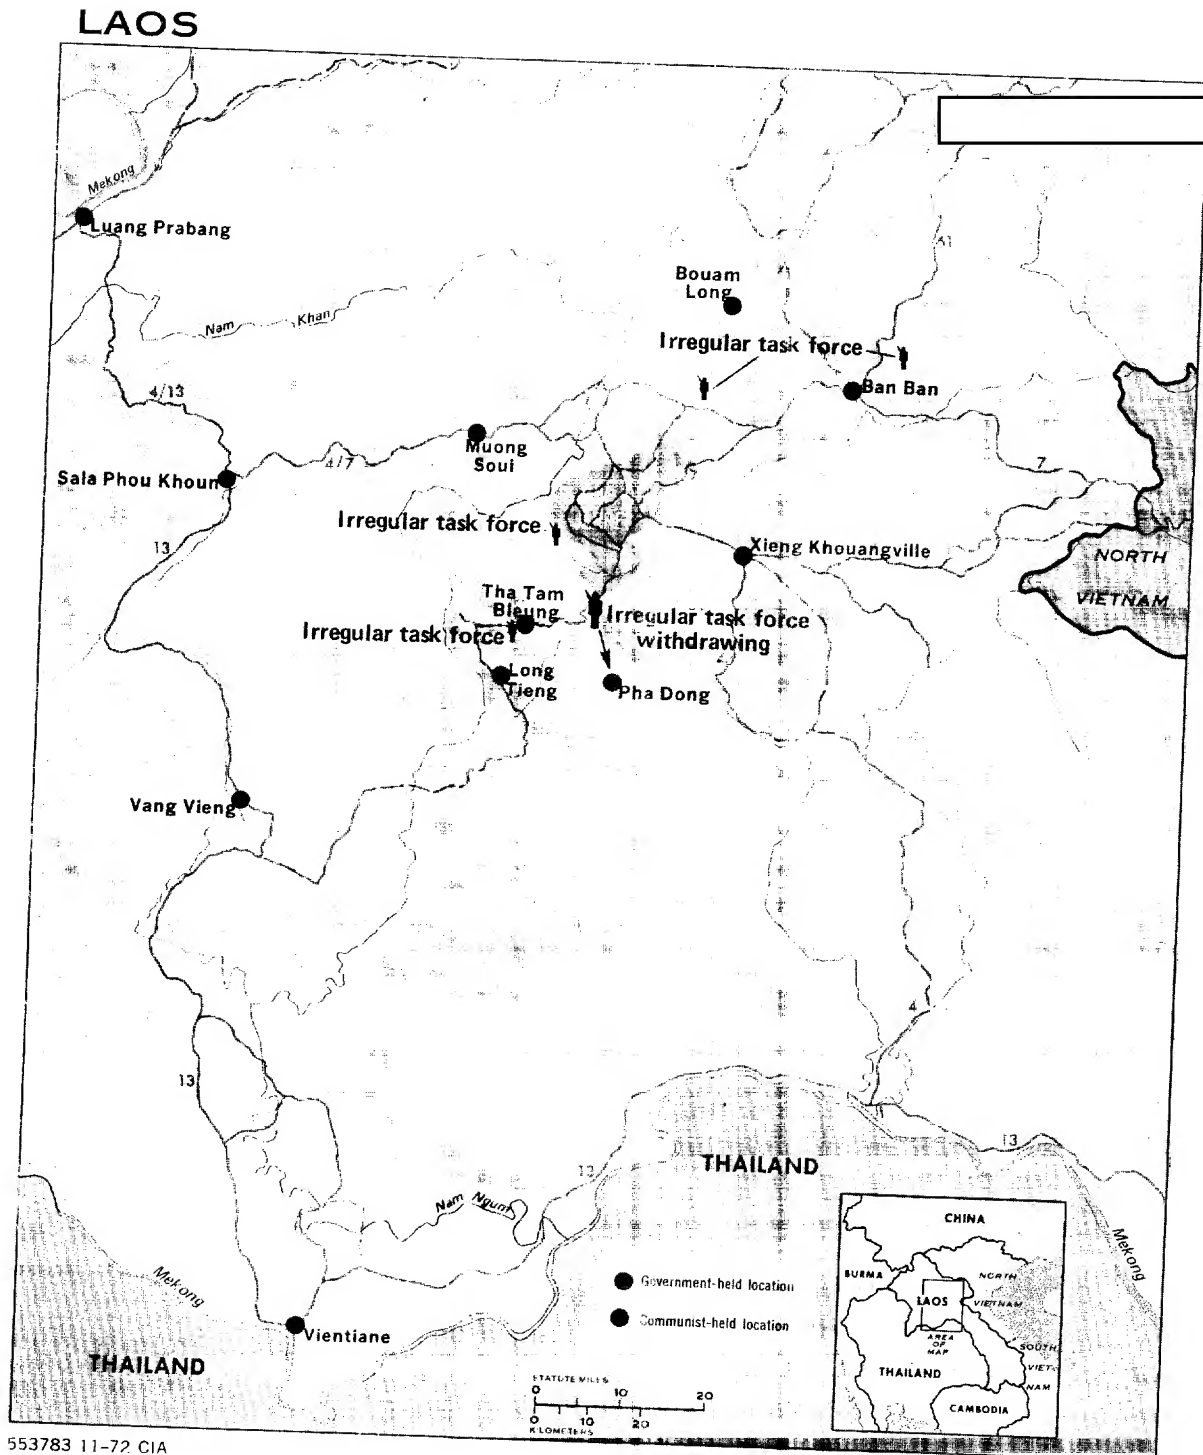 LAOS
Mekong
Luang Prabang
Nam Khan
61
Bouam
Long
Irregular task force
Ban Ban
4/13
Muong
Soui
4/7
Sala Phou Khoun
7
Irregular task force
13
Xieng Khouangville
NORTH
VIETNAM
Tha Tam
Bleung
Irregular task force
withdrawing
Irregular task force
Long
Tieng
Pha Dong
Vang Vieng
4
13
13
THAILAND
13
Nam Ngum
Mekong
Mekong
Vientiane
THAILAND
Government-held location
Communist-held location
STATUTE MILES
0 10 20
0 10 20
KILOMETERS
CHINA
BURMA
NORTH
VIETNAM
LAOS
AREA
OF
MAP
SOUTH
VIET-
NAM
THAILAND
CAMBODIA
553783 11-72 CIA